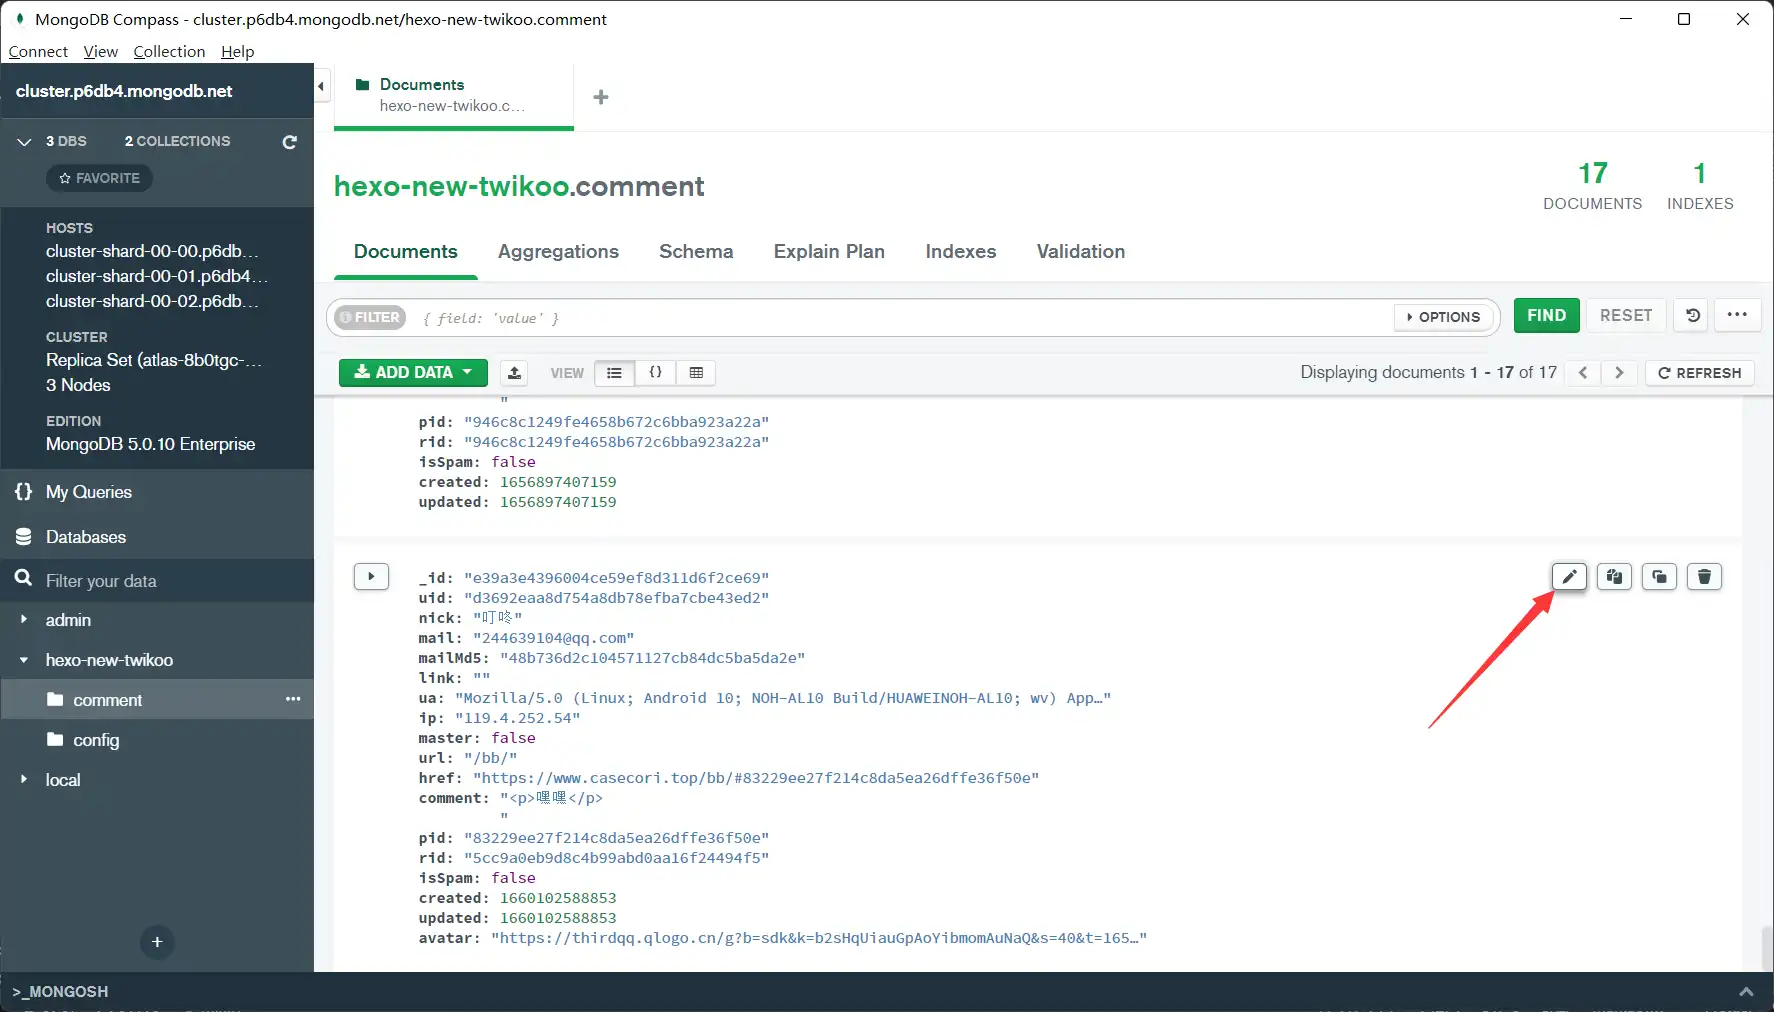 MongoDB Compass - cluster.p6db4.mongodb.net/hexo-new-twikoo.comment
Connect View Collection Help
cluster.p6db4.mongodb.net
3 DBS 2 COLLECTIONS
FAVORITE
HOSTS
cluster-shard-00-00.p6db...
cluster-shard-00-01.p6db4...
cluster-shard-00-02.p6db...
CLUSTER
Replica Set (atlas-8b0tgc-...
3 Nodes
EDITION
MongoDB 5.0.10 Enterprise
{} My Queries
Databases
Filter your data
admin
hexo-new-twikoo
comment
config
local
Documents
hexo-new-twikoo.c...
hexo-new-twikoo.comment
17
DOCUMENTS
1
INDEXES
Documents Aggregations Schema Explain Plan Indexes Validation
FILTER { field: 'value' } OPTIONS FIND RESET
ADD DATA VIEW {} Displaying documents 1 - 17 of 17 REFRESH
"
pid: "946c8c1249fe4658b672c6bba923a22a"
rid: "946c8c1249fe4658b672c6bba923a22a"
isSpam: false
created: 1656897407159
updated: 1656897407159
_id: "e39a3e4396004ce59ef8d311d6f2ce69"
uid: "d3692eaa8d754a8db78efba7cbe43ed2"
nick: "叮咚"
mail: "244639104@qq.com"
mailMd5: "48b736d2c104571127cb84dc5ba5da2e"
link: ""
ua: "Mozilla/5.0 (Linux; Android 10; NOH-AL10 Build/HUAWEINOH-AL10; wv) App…"
ip: "119.4.252.54"
master: false
url: "/bb/"
href: "https://www.casecori.top/bb/#83229ee27f214c8da5ea26dffe36f50e"
comment: "<p>嘿嘿</p>
"
pid: "83229ee27f214c8da5ea26dffe36f50e"
rid: "5cc9a0eb9d8c4b99abd0aa16f24494f5"
isSpam: false
created: 1660102588853
updated: 1660102588853
avatar: "https://thirdqq.qlogo.cn/g?b=sdk&k=b2sHqUiauGpAoYibmomAuNaQ&s=40&t=165…"
>_MONGOSH